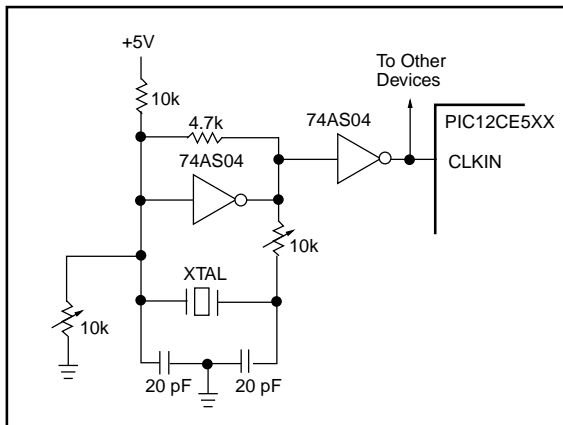 +5V
To Other
Devices
10k
4.7k
74AS04
PIC12CE5XX
74AS04
CLKIN
10k
XTAL
10k
20 pF
20 pF